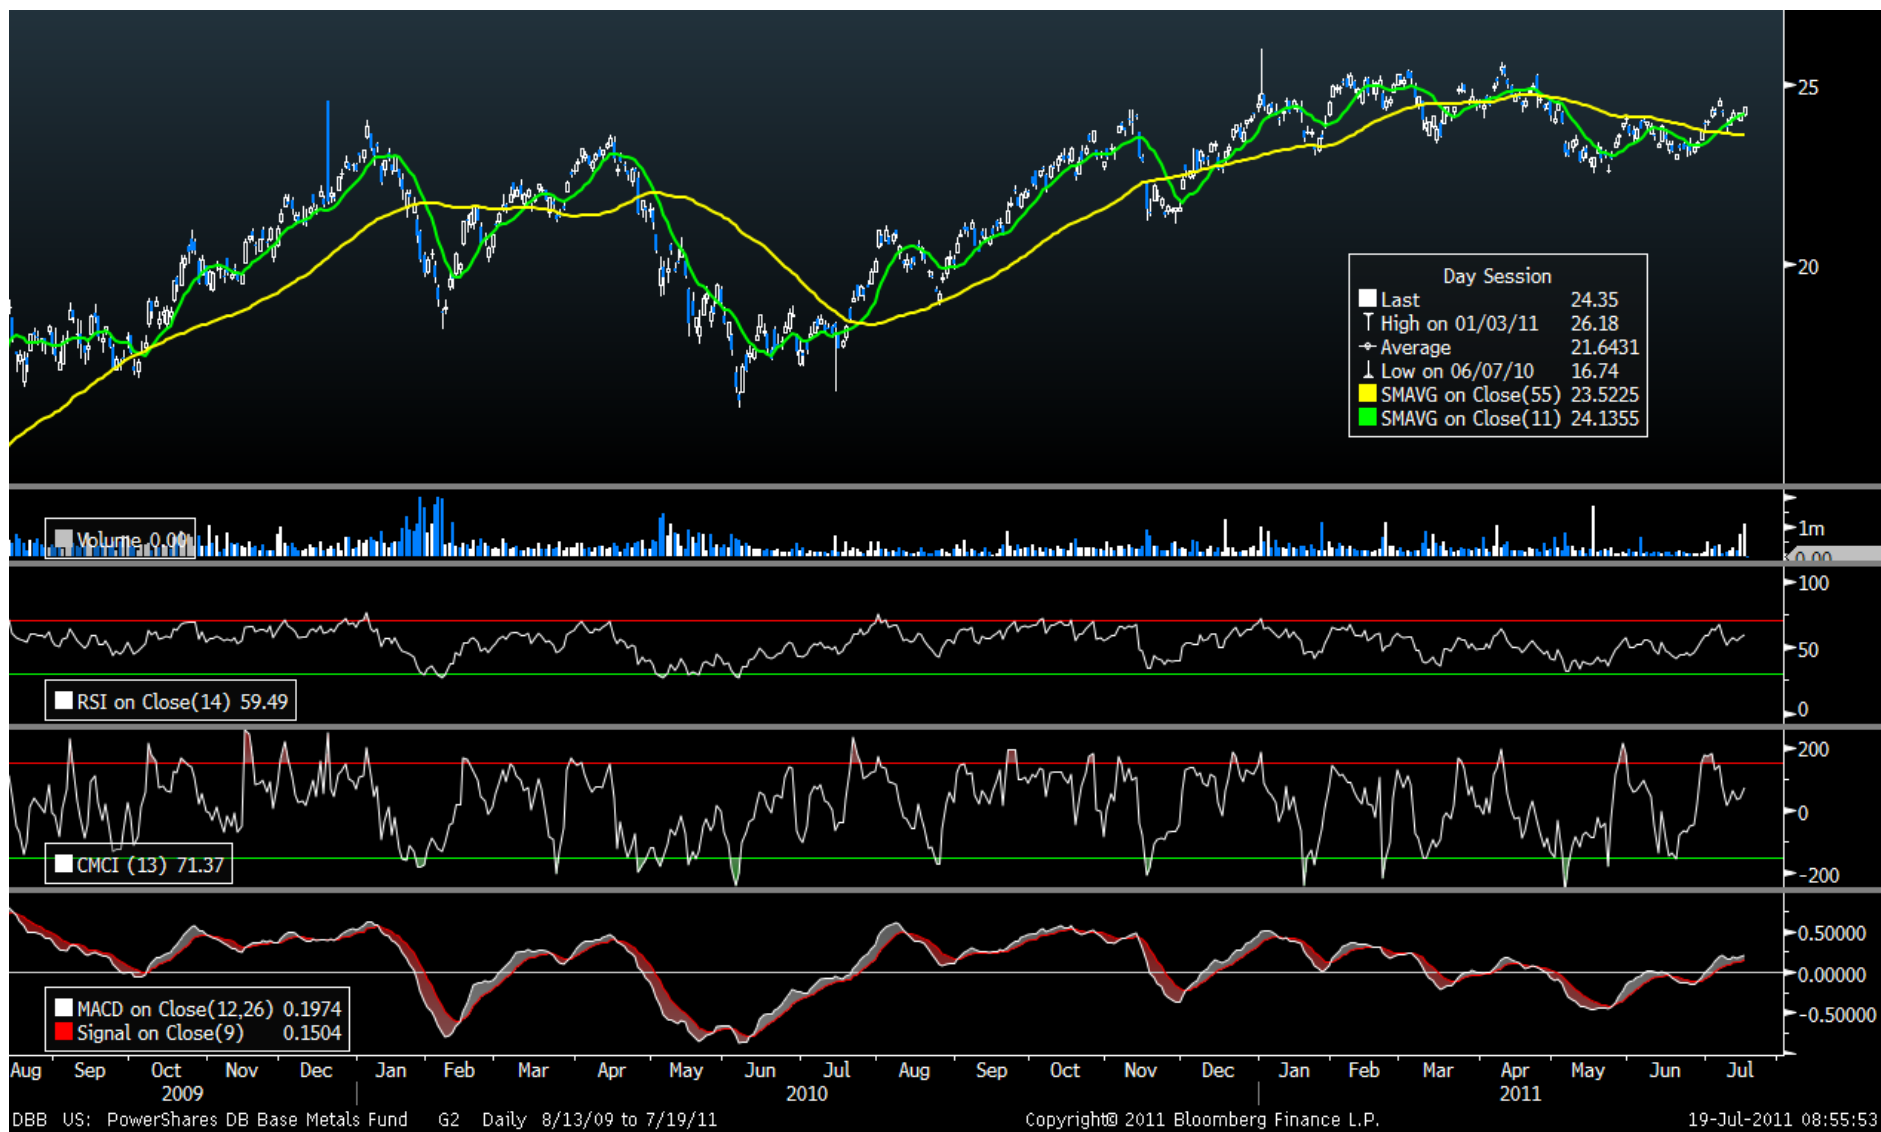 25
20
Day Session
Last 24.35
High on 01/03/11 26.18
Average 21.6431
Low on 06/07/10 16.74
SMAVG on Close(55) 23.5225
SMAVG on Close(11) 24.1355
Volume 0.00
1m
0.00
100
50
0
RSI on Close(14) 59.49
200
0
-200
CMCI (13) 71.37
0.50000
0.00000
-0.50000
MACD on Close(12,26) 0.1974
Signal on Close(9) 0.1504
Aug Sep Oct Nov Dec Jan Feb Mar Apr May Jun Jul Aug Sep Oct Nov Dec Jan Feb Mar Apr May Jun Jul
2009 2010 2011
DBB US: PowerShares DB Base Metals Fund G2 Daily 8/13/09 to 7/19/11 Copyright© 2011 Bloomberg Finance L.P. 19-Jul-2011 08:55:53